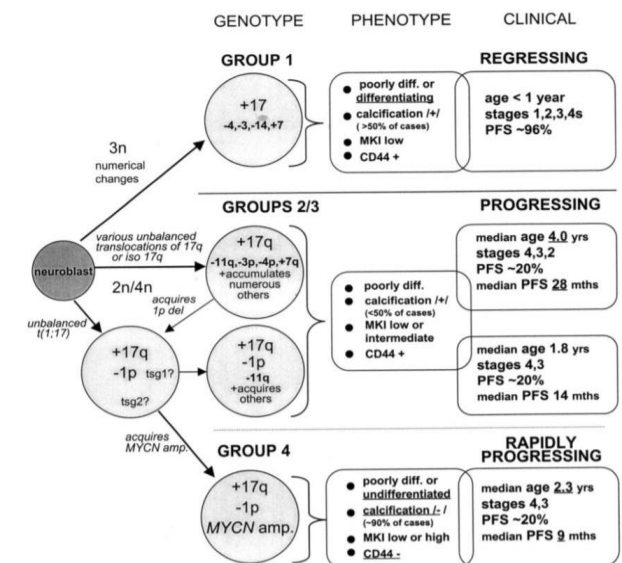 GENOTYPE PHENOTYPE CLINICAL
GROUP 1
REGRESSING
+17
-4,-3,-14,+7
poorly diff. or
differentiating
calcification /+/
( >50% of cases)
MKI low
CD44 +
age < 1 year
stages 1,2,3,4s
PFS ~96%
3n
numerical
changes
GROUPS 2/3
PROGRESSING
neuroblast
various unbalanced
translocations of 17q
or iso 17q
2n/4n
+17q
-11q,-3p,-4p,+7q
+accumulates
numerous
others
acquires
1p del
unbalanced
t(1;17)
+17q
-1p tsg1?
tsg2?
+17q
-1p
-11q
+acquires
others
poorly diff.
calcification /+/
(<50% of cases)
MKI low or
intermediate
CD44 +
median age 4.0 yrs
stages 4,3,2
PFS ~20%
median PFS 28 mths
median age 1.8 yrs
stages 4,3
PFS ~20%
median PFS 14 mths
acquires
MYCN amp.
GROUP 4
RAPIDLY
PROGRESSING
+17q
-1p
MYCN amp.
poorly diff. or
undifferentiated
calcification /-/
(~90% of cases)
MKI low or high
CD44 -
median age 2.3 yrs
stages 4,3
PFS ~20%
median PFS 9 mths